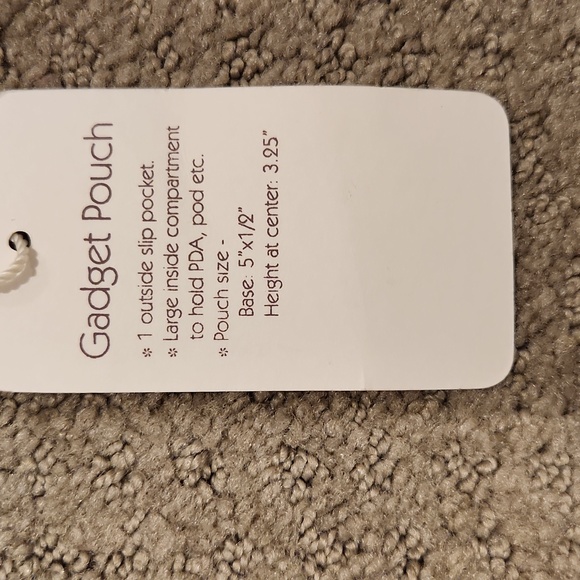 Gadget Pouch
* 1 outside slip pocket.
* Large inside compartment
to hold PDA, pod etc.
* Pouch size -
Base: 5"x1/2"
Height at center: 3.25"